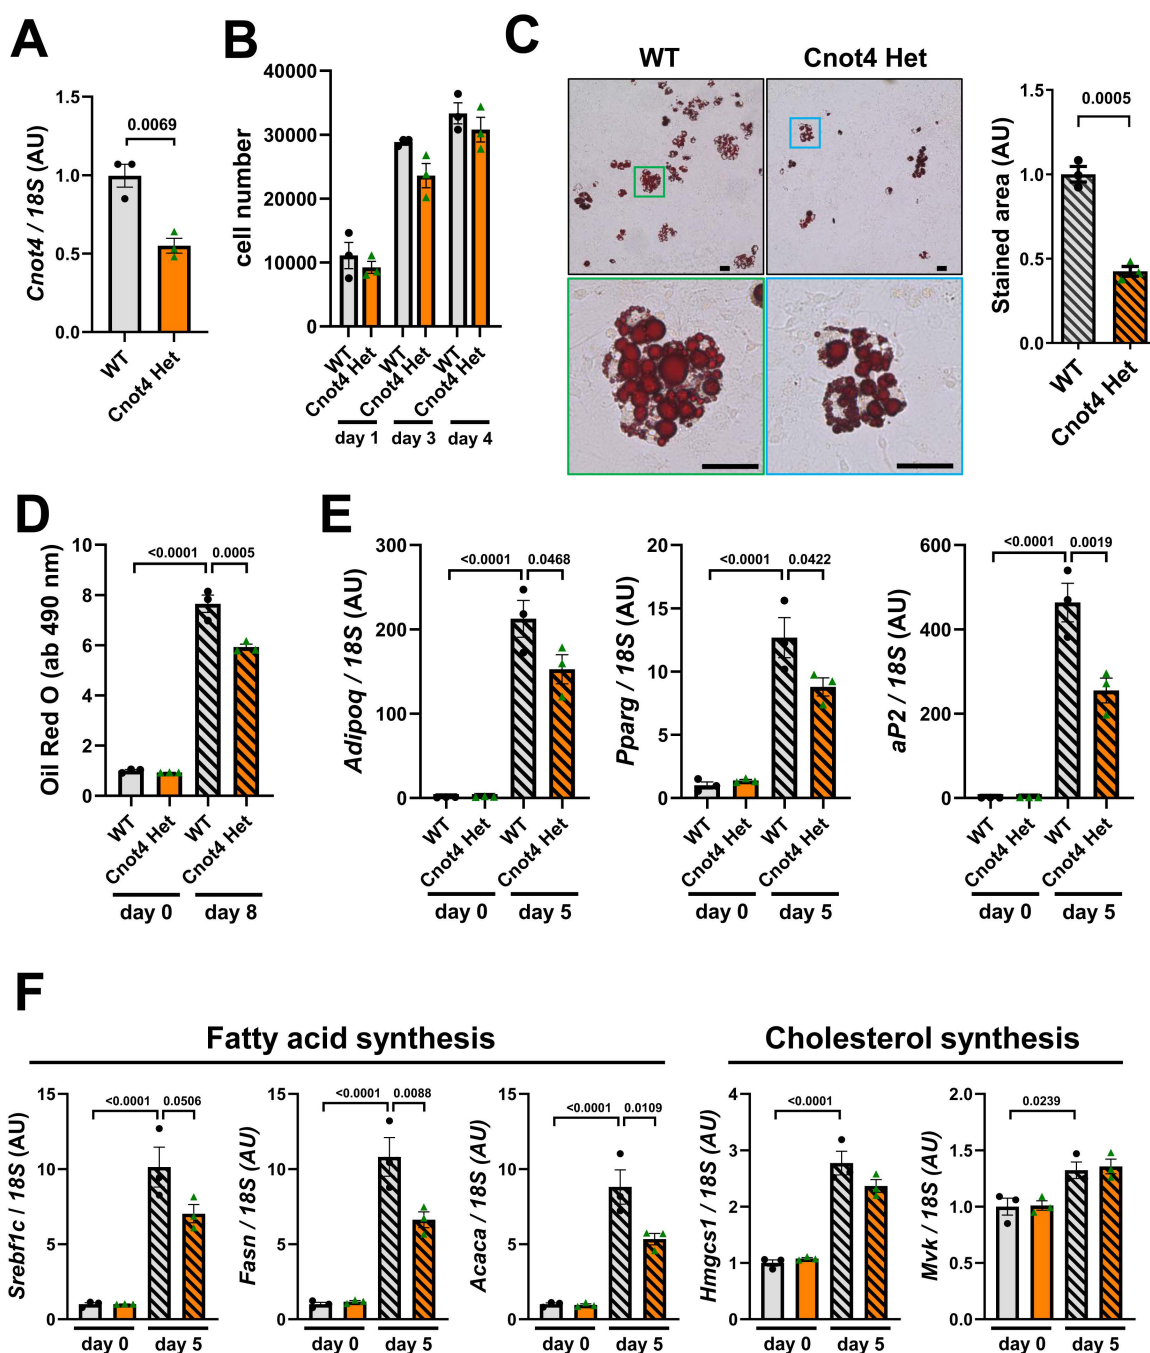 A
1.5
1.0
0.5
0.0
Cnot4 / 18S (AU)
0.0069
WT
Cnot4 Het
B
40000
30000
20000
10000
0
cell number
WT
Cnot4 Het
WT
Cnot4 Het
WT
Cnot4 Het
day 1
day 3
day 4
C
WT
Cnot4 Het
1.5
1.0
0.5
0.0
Stained area (AU)
0.0005
WT
Cnot4 Het
D
10
8
6
4
2
0
Oil Red O (ab 490 nm)
<0.0001
0.0005
WT
Cnot4 Het
WT
Cnot4 Het
day 0
day 8
E
300
200
100
0
Adipoq / 18S (AU)
<0.0001
0.0468
WT
Cnot4 Het
WT
Cnot4 Het
day 0
day 5
20
15
10
5
0
Pparg / 18S (AU)
<0.0001
0.0422
WT
Cnot4 Het
WT
Cnot4 Het
day 0
day 5
600
400
200
0
aP2 / 18S (AU)
<0.0001
0.0019
WT
Cnot4 Het
WT
Cnot4 Het
day 0
day 5
F
Fatty acid synthesis
15
10
5
0
Srebf1c / 18S (AU)
<0.0001
0.0506
day 0
day 5
15
10
5
0
Fasn / 18S (AU)
<0.0001
0.0088
day 0
day 5
15
10
5
0
Acaca / 18S (AU)
<0.0001
0.0109
day 0
day 5
Cholesterol synthesis
4
3
2
1
0
Hmgcs1 / 18S (AU)
<0.0001
day 0
day 5
2.0
1.5
1.0
0.5
0.0
Mvk / 18S (AU)
0.0239
day 0
day 5